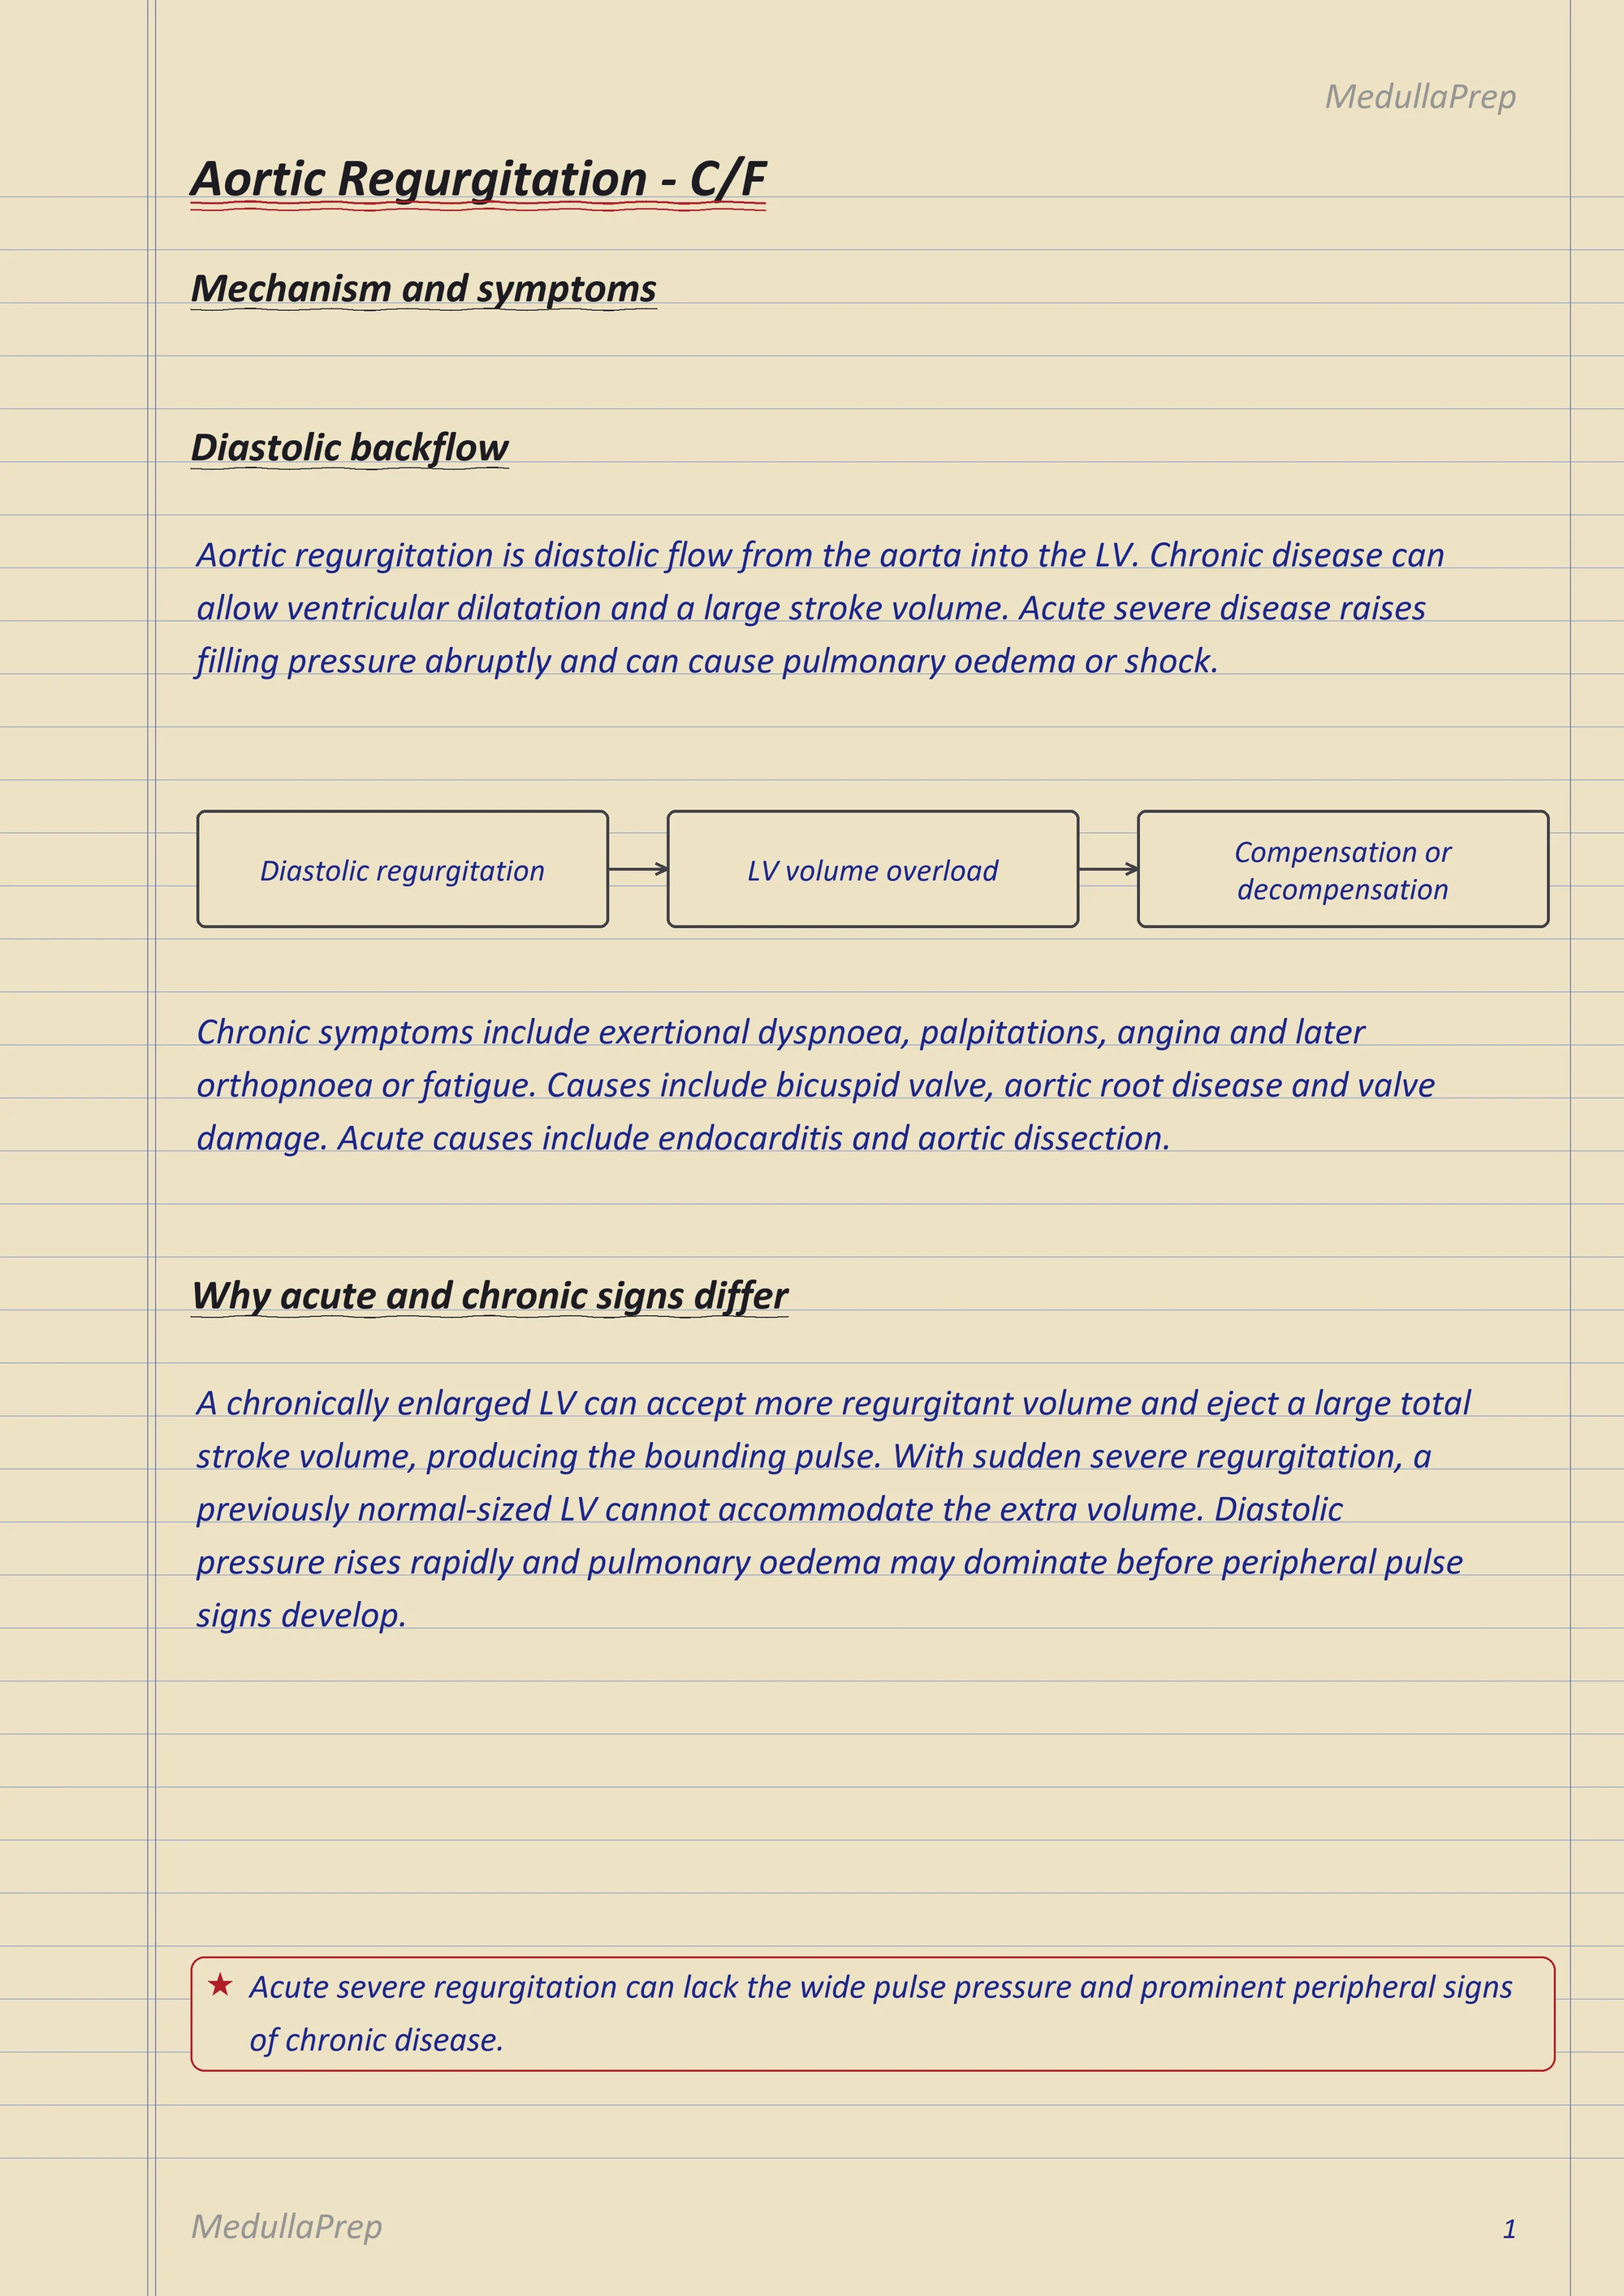 MedullaPrep
Aortic Regurgitation - C/F
Mechanism and symptoms
Diastolic backflow
Aortic regurgitation is diastolic flow from the aorta into the LV. Chronic disease can
allow ventricular dilatation and a large stroke volume. Acute severe disease raises
filling pressure abruptly and can cause pulmonary oedema or shock.
Diastolic regurgitation
LV volume overload
Compensation or
decompensation
Chronic symptoms include exertional dyspnoea, palpitations, angina and later
orthopnoea or fatigue. Causes include bicuspid valve, aortic root disease and valve
damage. Acute causes include endocarditis and aortic dissection.
Why acute and chronic signs differ
A chronically enlarged LV can accept more regurgitant volume and eject a large total
stroke volume, producing the bounding pulse. With sudden severe regurgitation, a
previously normal-sized LV cannot accommodate the extra volume. Diastolic
pressure rises rapidly and pulmonary oedema may dominate before peripheral pulse
signs develop.
★ Acute severe regurgitation can lack the wide pulse pressure and prominent peripheral signs
of chronic disease.
MedullaPrep
1